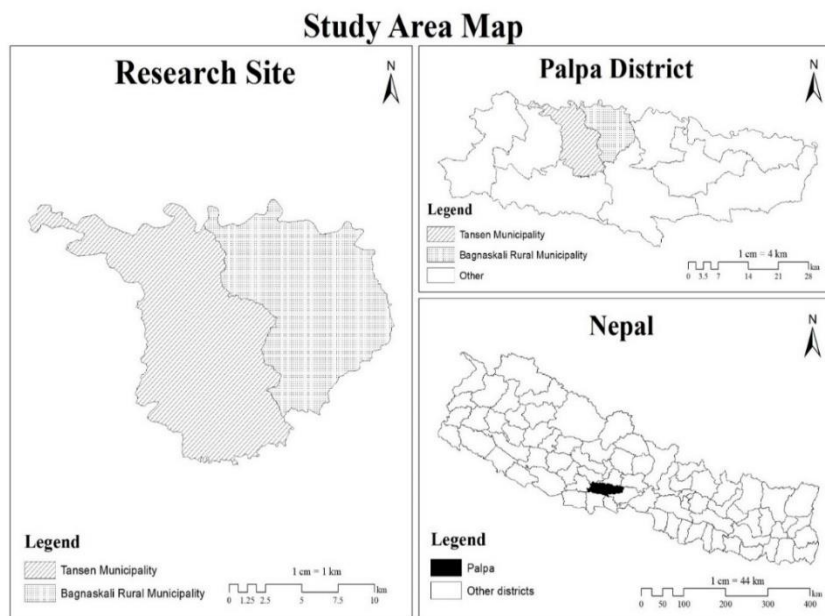 Study Area Map
Research Site
N
Legend
Tansen Municipality
Bagnaskali Rural Municipality
1 cm = 1 km
0 1.25 2.5 5 7.5 10
km
Palpa District
N
Legend
Tansen Municipality
Bagnaskali Rural Municipality
Other
1 cm = 4 km
0 3.5 7 14 21 28
km
Nepal
N
Legend
Palpa
Other districts
1 cm = 44 km
0 50 100 200 300 400
km